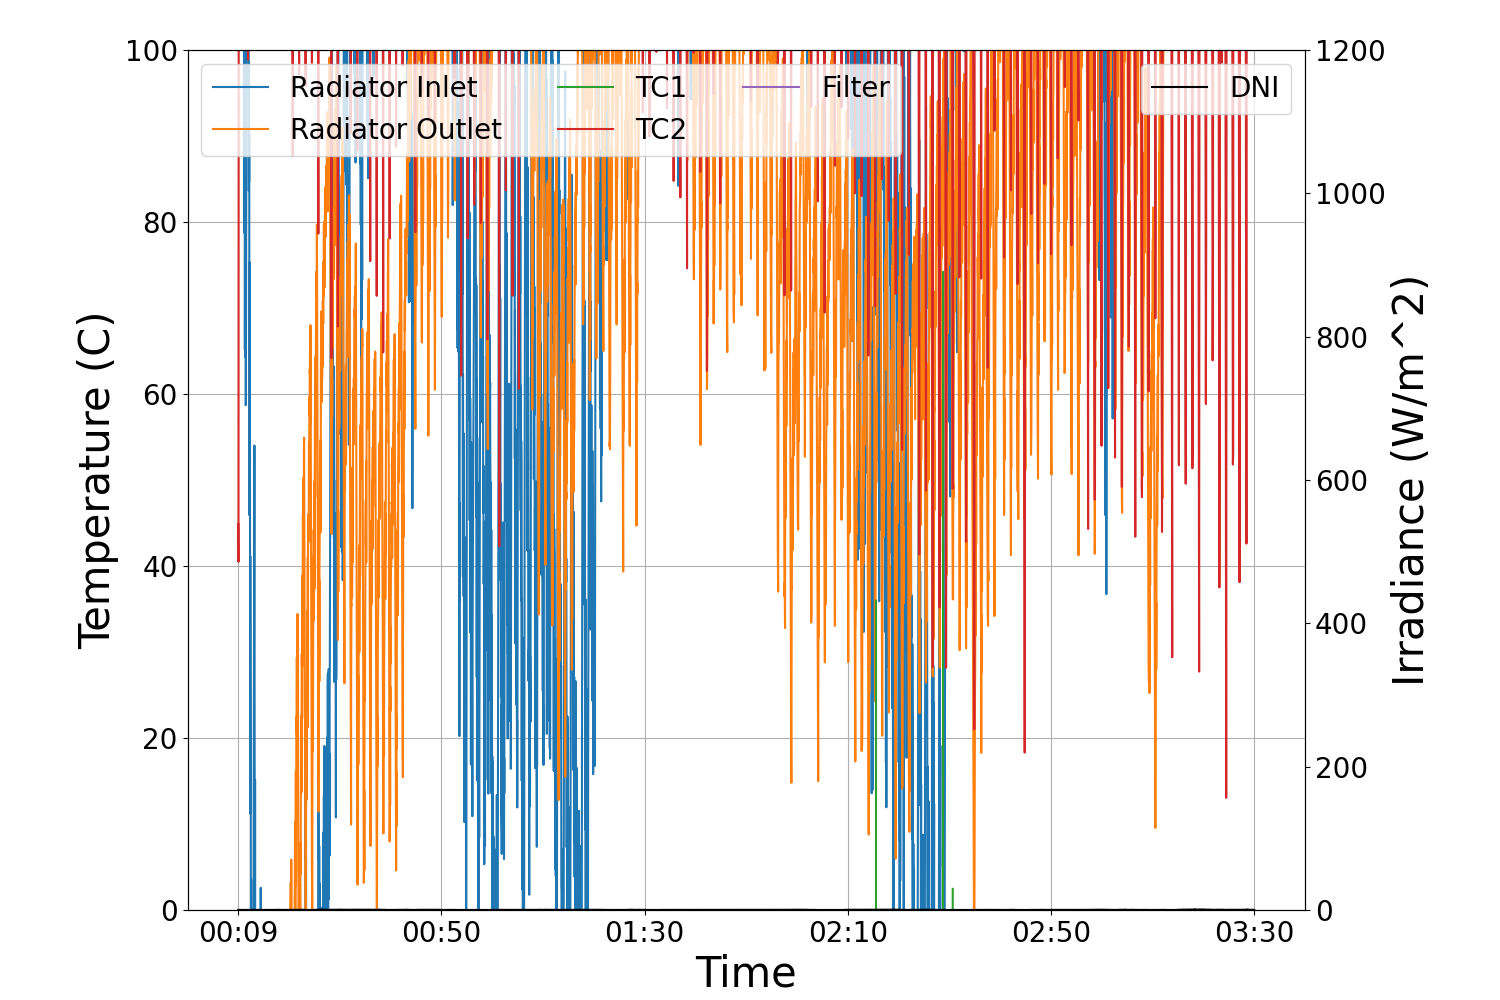 100
80
60
40
20
0
Temperature (C)
Radiator Inlet
Radiator Outlet
TC1
TC2
Filter
DNI
1200
1000
800
600
400
200
0
Irradiance (W/m^2)
00:09 00:50 01:30 02:10 02:50 03:30
Time